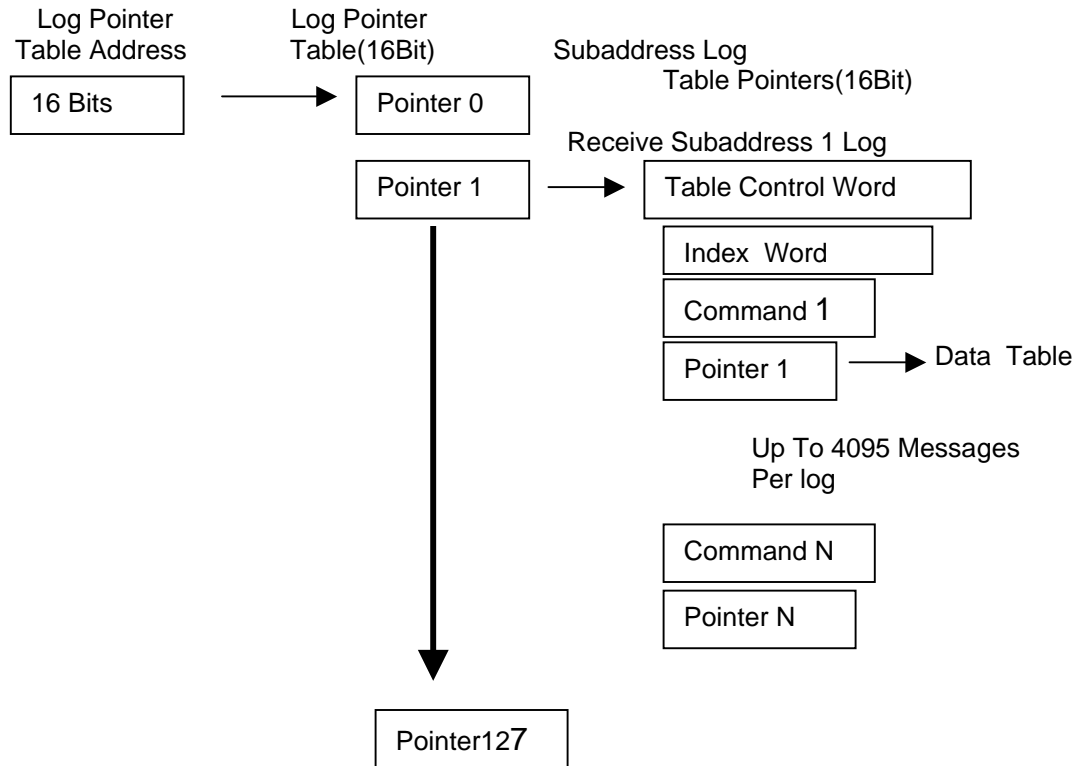 Log Pointer
Table Address
Log Pointer
Table(16Bit)
Subaddress Log
Table Pointers(16Bit)
16 Bits
Pointer 0
Receive Subaddress 1 Log
Pointer 1
Table Control Word
Index Word
Command 1
Pointer 1
Data Table
Up To 4095 Messages
Per log
Command N
Pointer N
Pointer127